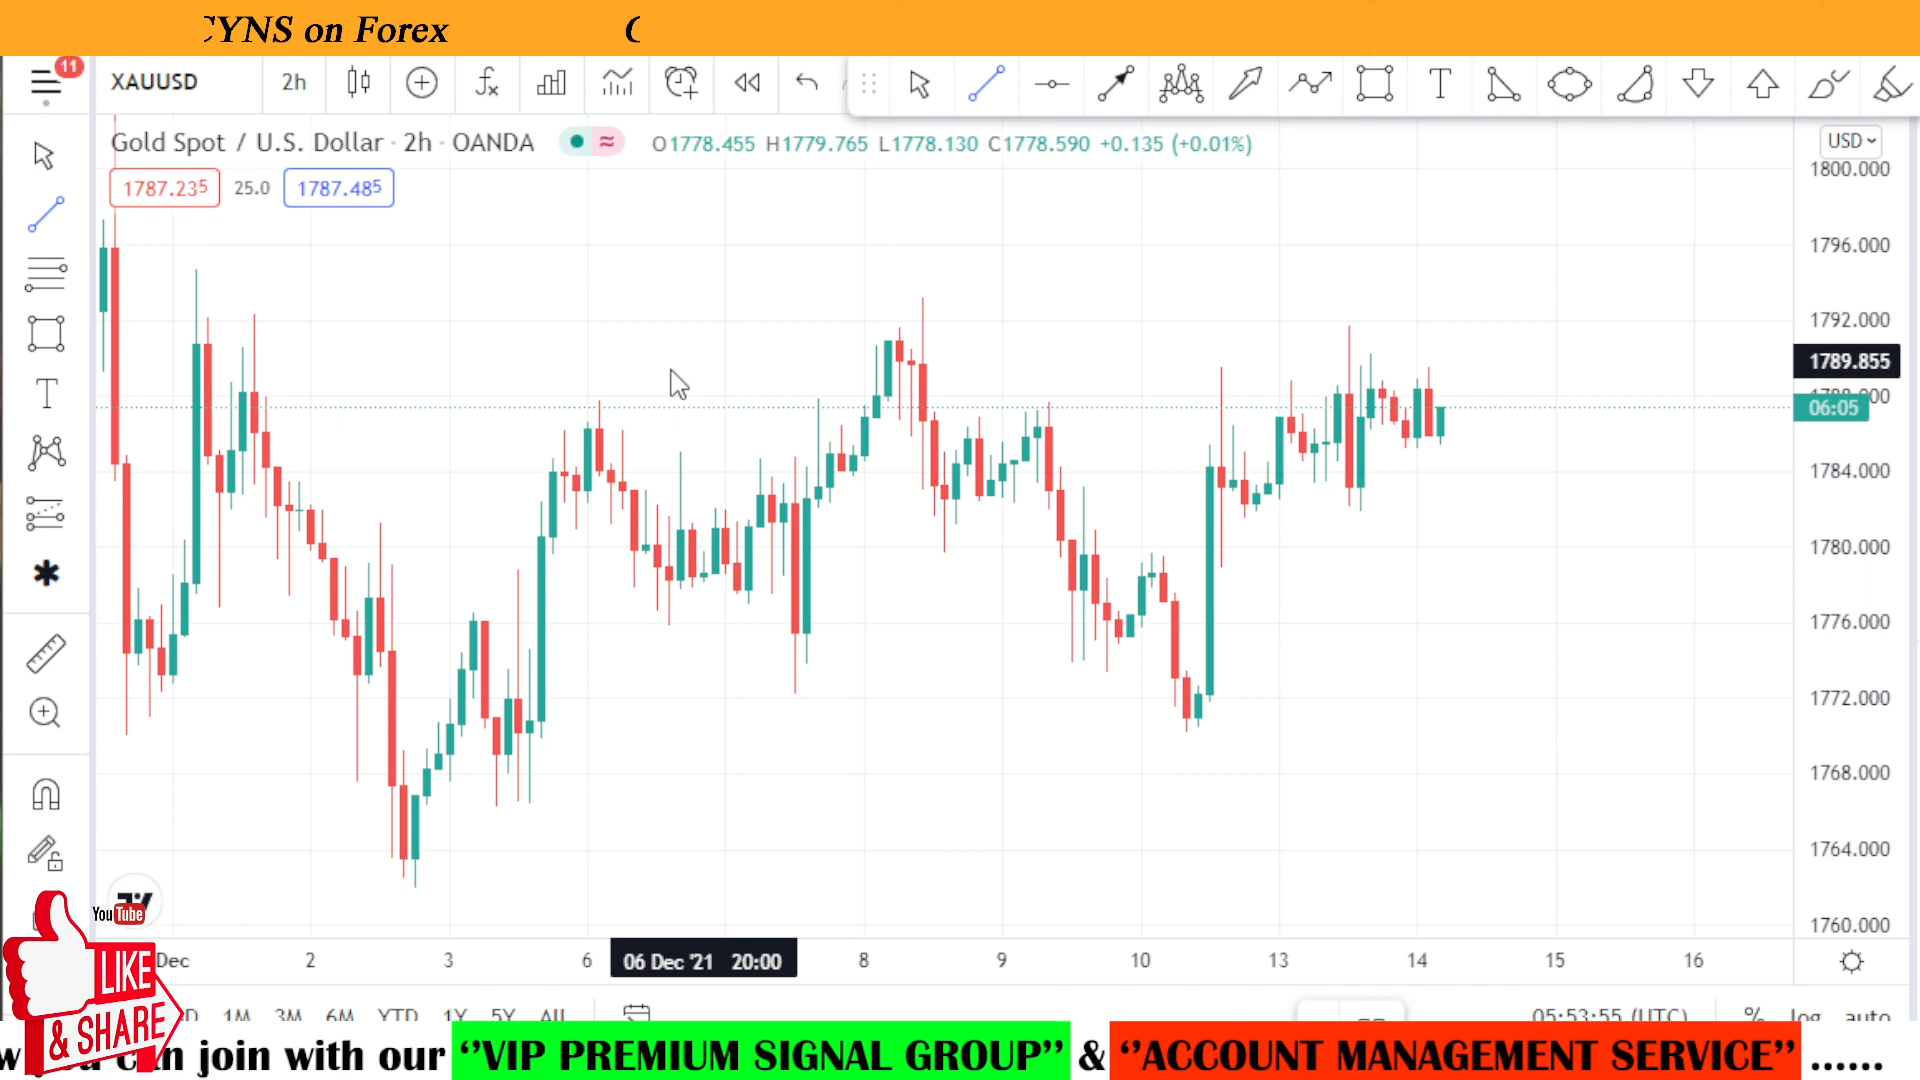 CYNS on Forex
11
XAUUSD 2h
Gold Spot / U.S. Dollar · 2h · OANDA O1778.455 H1779.765 L1778.130 C1778.590 +0.135 (+0.01%)
USD
1787.235 25.0 1787.485
1800.000
1796.000
1792.000
1789.855
06:05
1784.000
1780.000
1776.000
1772.000
1768.000
1764.000
1760.000
YouTube
Dec 2 3 6 06 Dec '21 20:00 8 9 10 13 14 15 16
1M 3M 6M YTD 1Y 5Y All 05:53:55 (UTC) % log auto
LIKE
& SHARE
join with our ‘‘VIP PREMIUM SIGNAL GROUP’’ & ‘‘ACCOUNT MANAGEMENT SERVICE’’ ......